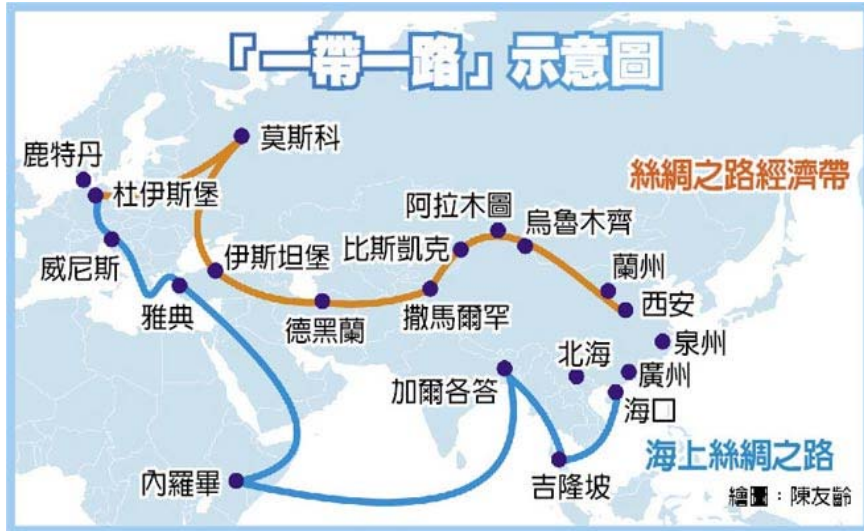 「一帶一路」示意圖
莫斯科
鹿特丹
杜伊斯堡
絲綢之路經濟帶
阿拉木圖
烏魯木齊
比斯凱克
伊斯坦堡
威尼斯
蘭州
西安
雅典
德黑蘭
撒馬爾罕
泉州
北海
廣州
加爾各答
海口
海上絲綢之路
內羅畢
吉隆坡
繪圖：陳友齡